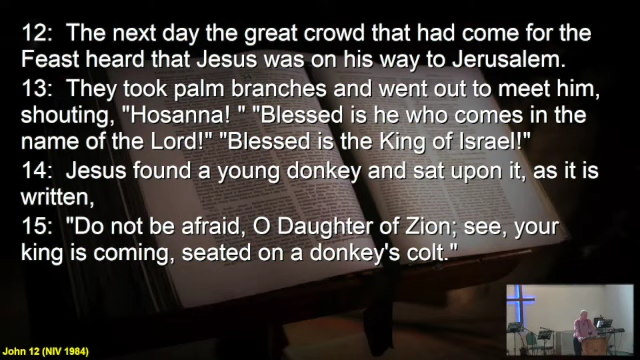 12:  The next day the great crowd that had come for the
Feast heard that Jesus was on his way to Jerusalem.
13:  They took palm branches and went out to meet him,
shouting, "Hosanna! " "Blessed is he who comes in the
name of the Lord!" "Blessed is the King of Israel!"
14:  Jesus found a young donkey and sat upon it, as it is
written,
15:  "Do not be afraid, O Daughter of Zion; see, your
king is coming, seated on a donkey's colt."
John 12 (NIV 1984)